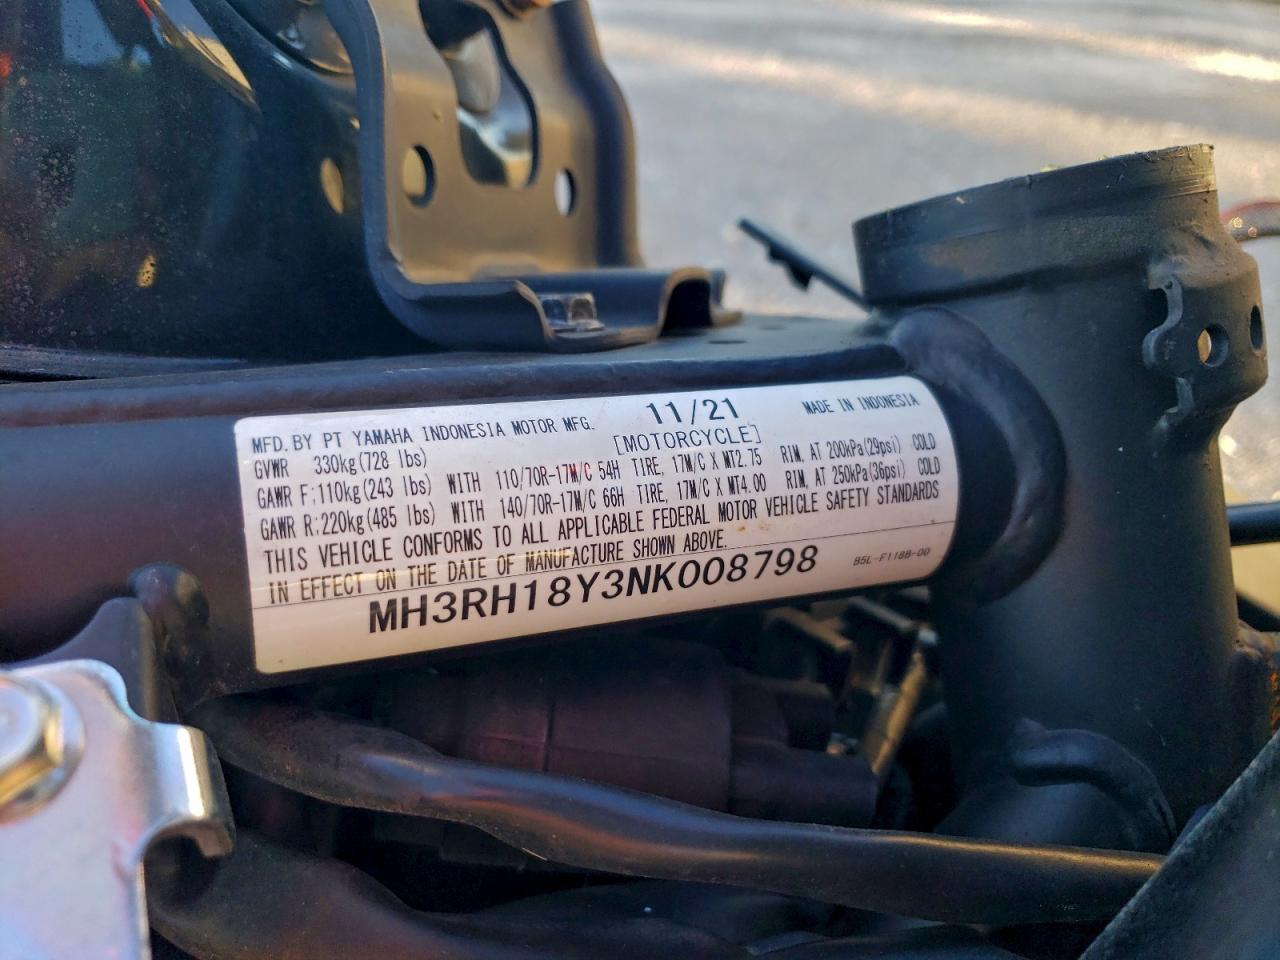 MFD. BY PT YAMAHA INDONESIA MOTOR MFG. 11/21 MADE IN INDONESIA
GVWR 330kg(728 lbs) [MOTORCYCLE]
GAWR F:110kg(243 lbs) WITH 110/70R-17M/C 54H TIRE, 17M/C X MT2.75 RIM, AT 200kPa(29psi) COLD
GAWR R:220kg(485 lbs) WITH 140/70R-17M/C 66H TIRE, 17M/C X MT4.00 RIM, AT 250kPa(36psi) COLD
THIS VEHICLE CONFORMS TO ALL APPLICABLE FEDERAL MOTOR VEHICLE SAFETY STANDARDS
IN EFFECT ON THE DATE OF MANUFACTURE SHOWN ABOVE.
MH3RH18Y3NK008798 B5L-F118B-00